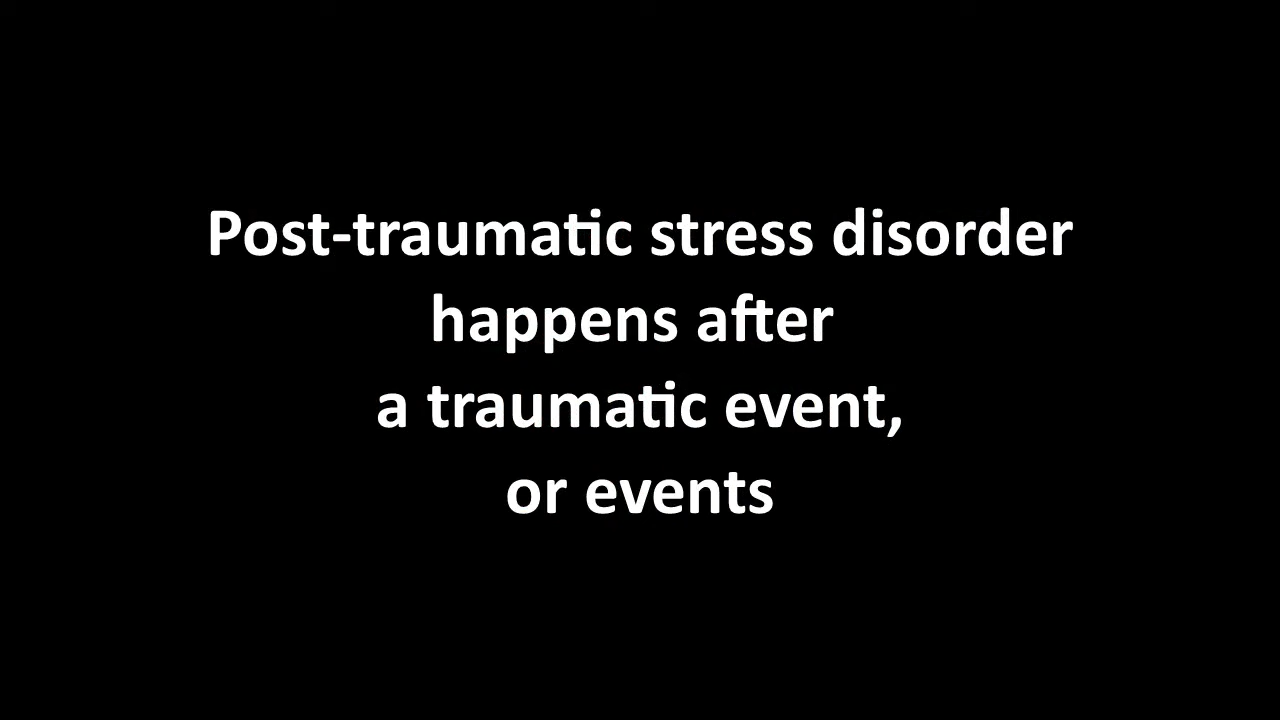 Post-traumatic stress disorder
happens after
a traumatic event,
or events